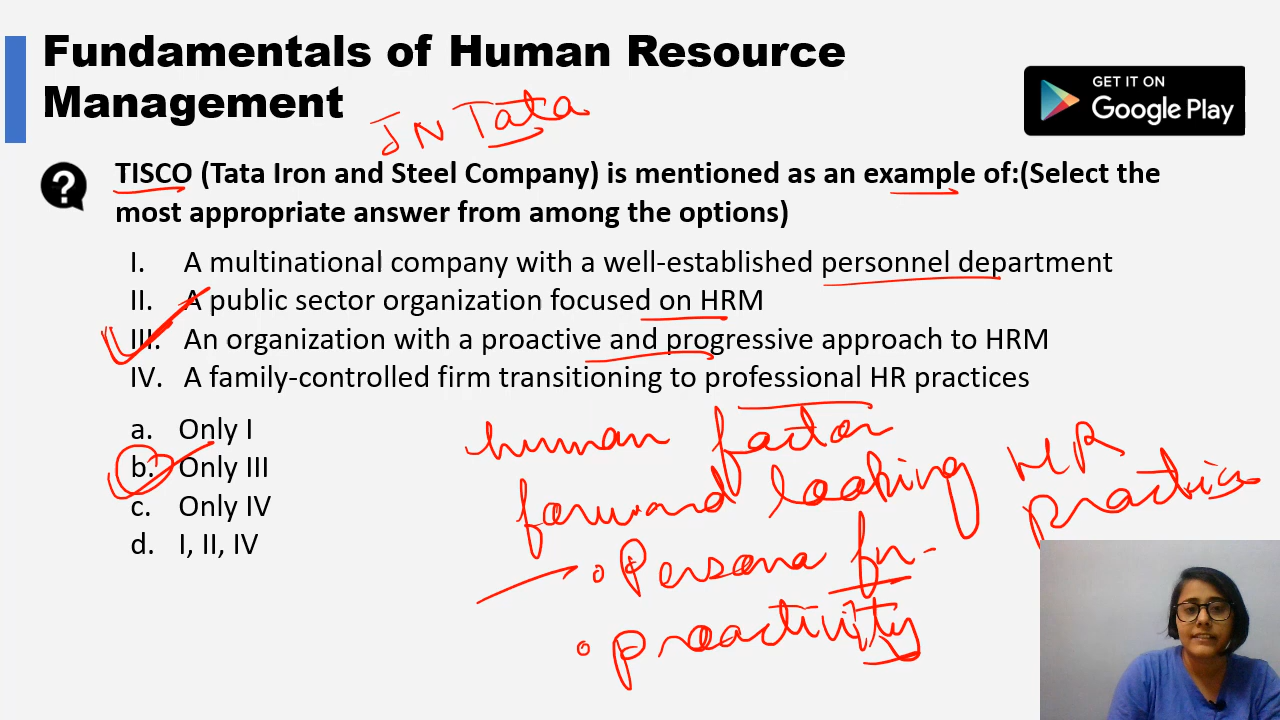 Fundamentals of Human Resource
Management
JN Tata
GET IT ON
Google Play
TISCO (Tata Iron and Steel Company) is mentioned as an example of:(Select the
most appropriate answer from among the options)
I. A multinational company with a well-established personnel department
II. A public sector organization focused on HRM
III. An organization with a proactive and progressive approach to HRM
IV. A family-controlled firm transitioning to professional HR practices
a. Only I
b. Only III
c. Only IV
d. I, II, IV
human factor
forward looking HR
practices
Persona fn
proactivity